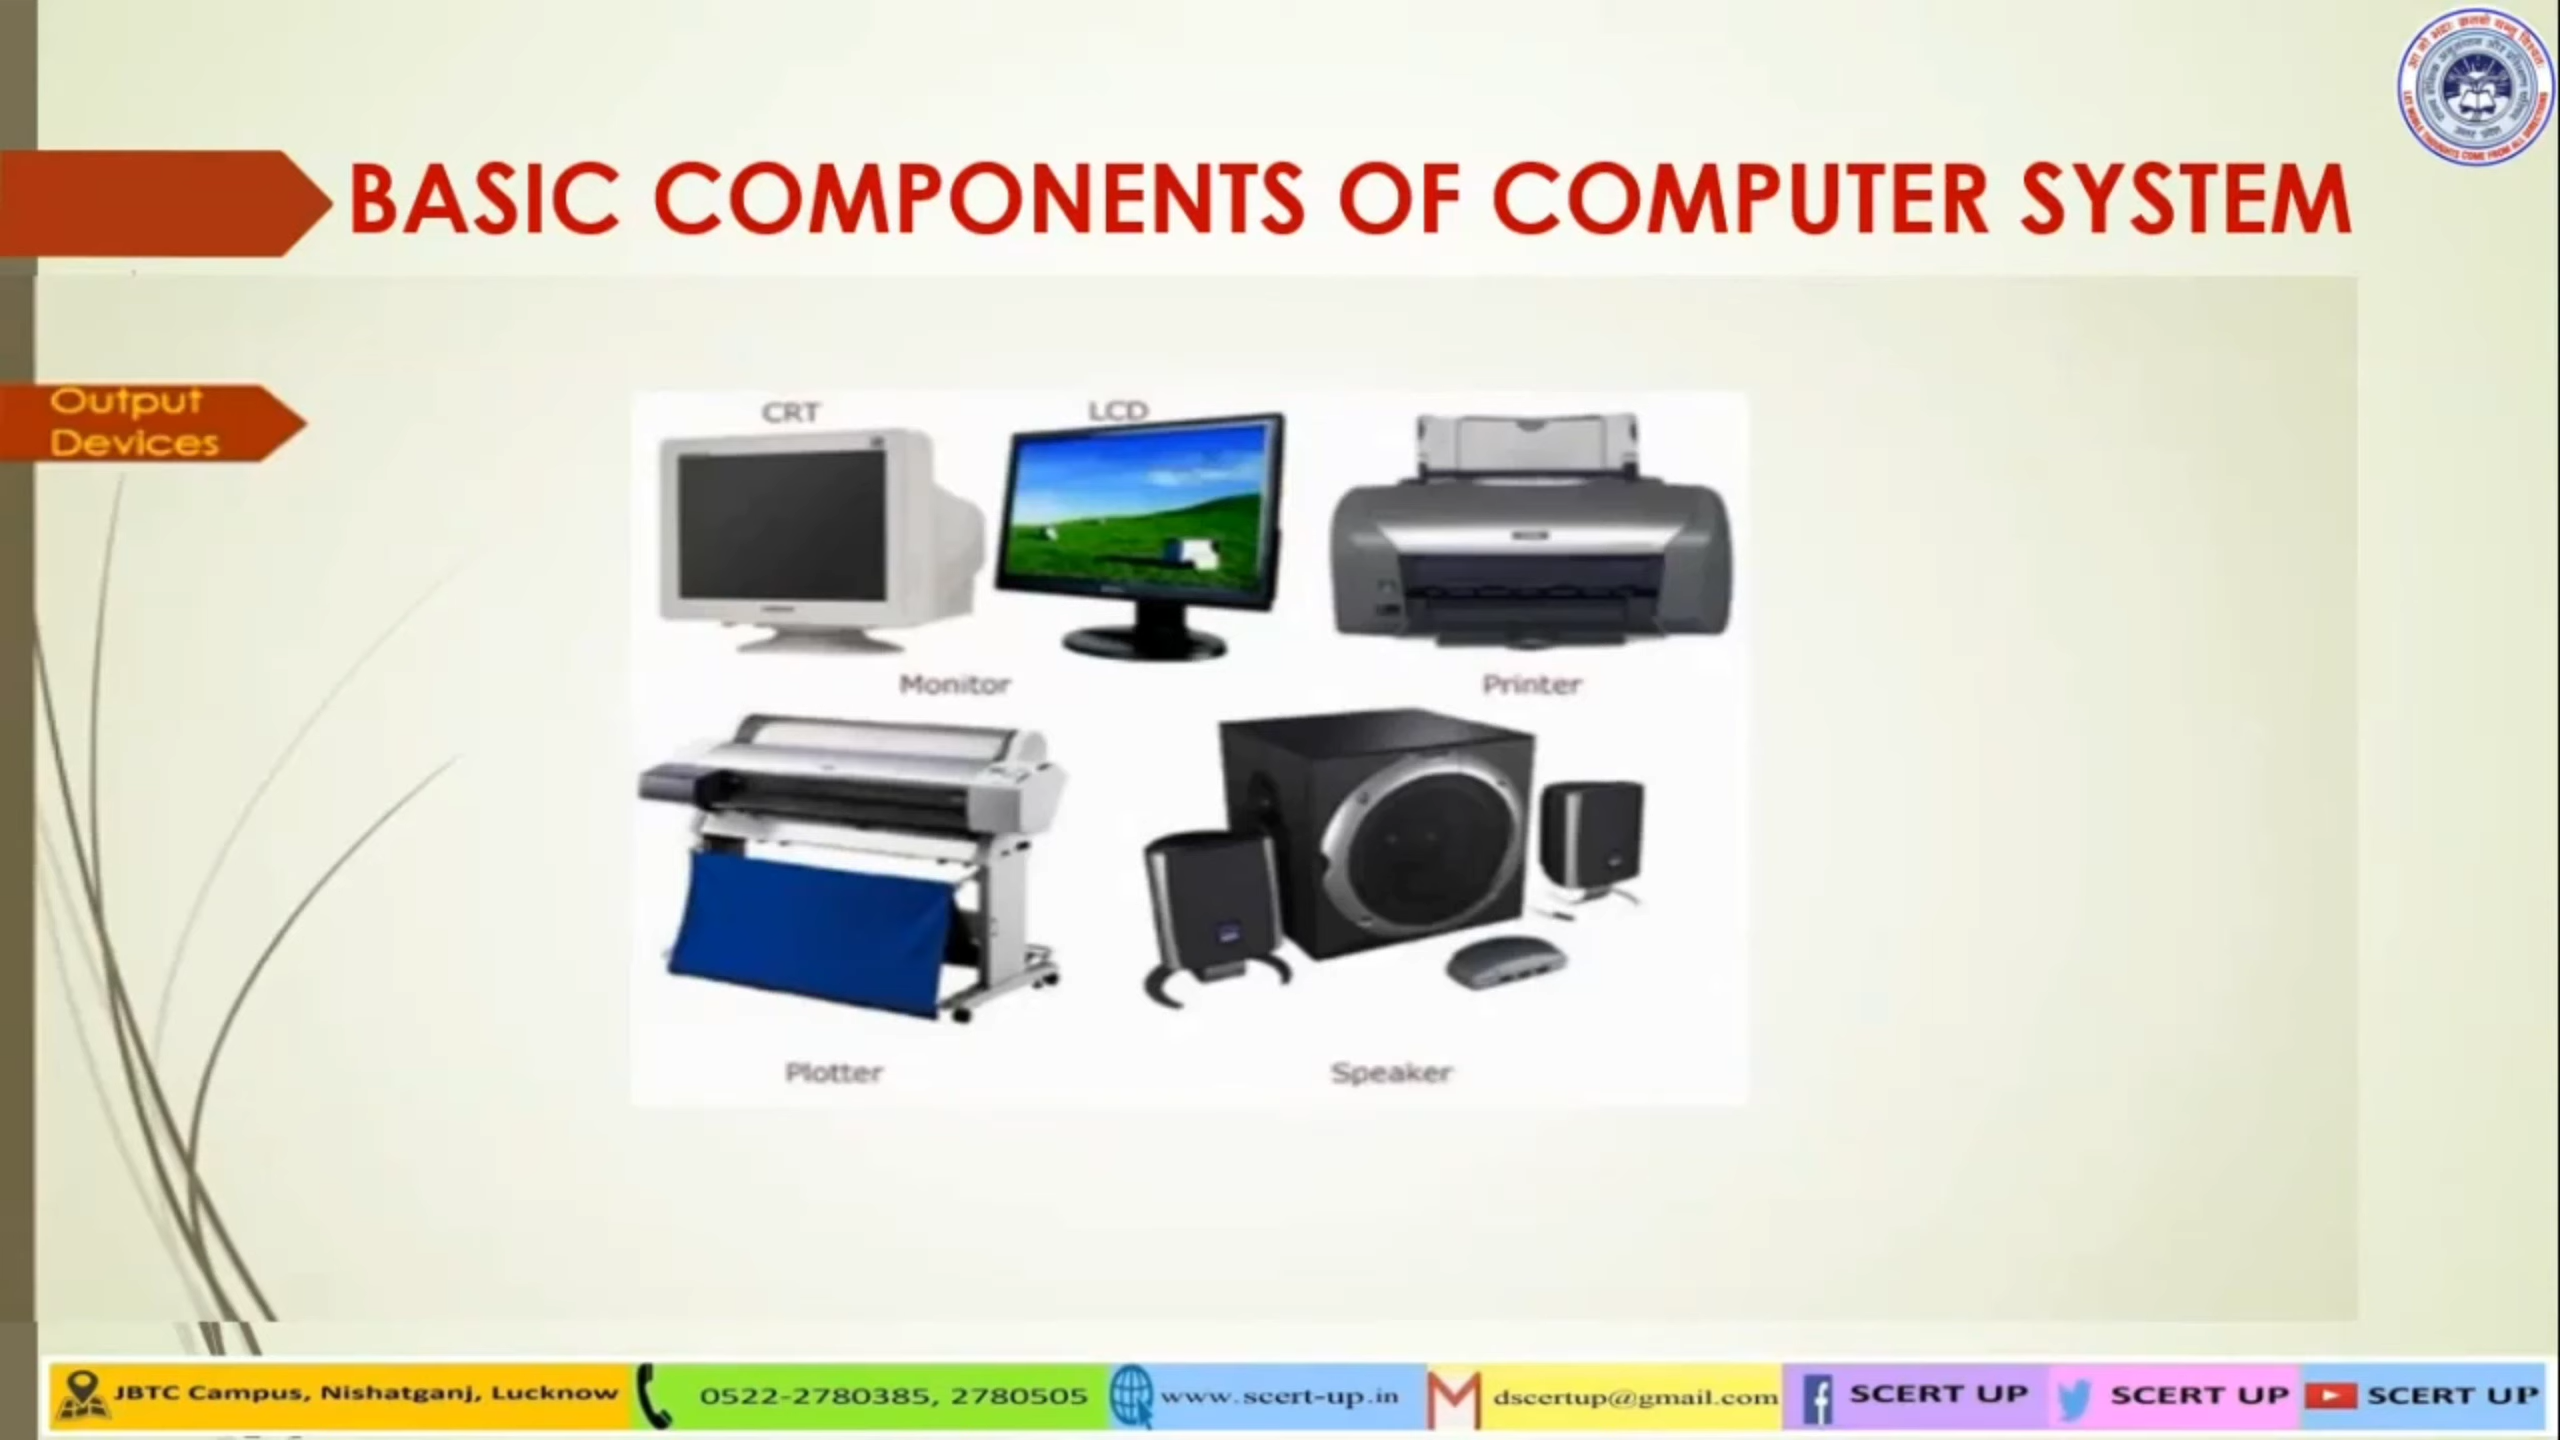 BASIC COMPONENTS OF COMPUTER SYSTEM
Output
Devices
CRT
LCD
Monitor
Printer
Plotter
Speaker
JBTC Campus, Nishatganj, Lucknow
0522-2780385, 2780505
www.scert-up.in
dscertup@gmail.com
SCERT UP
SCERT UP
SCERT UP